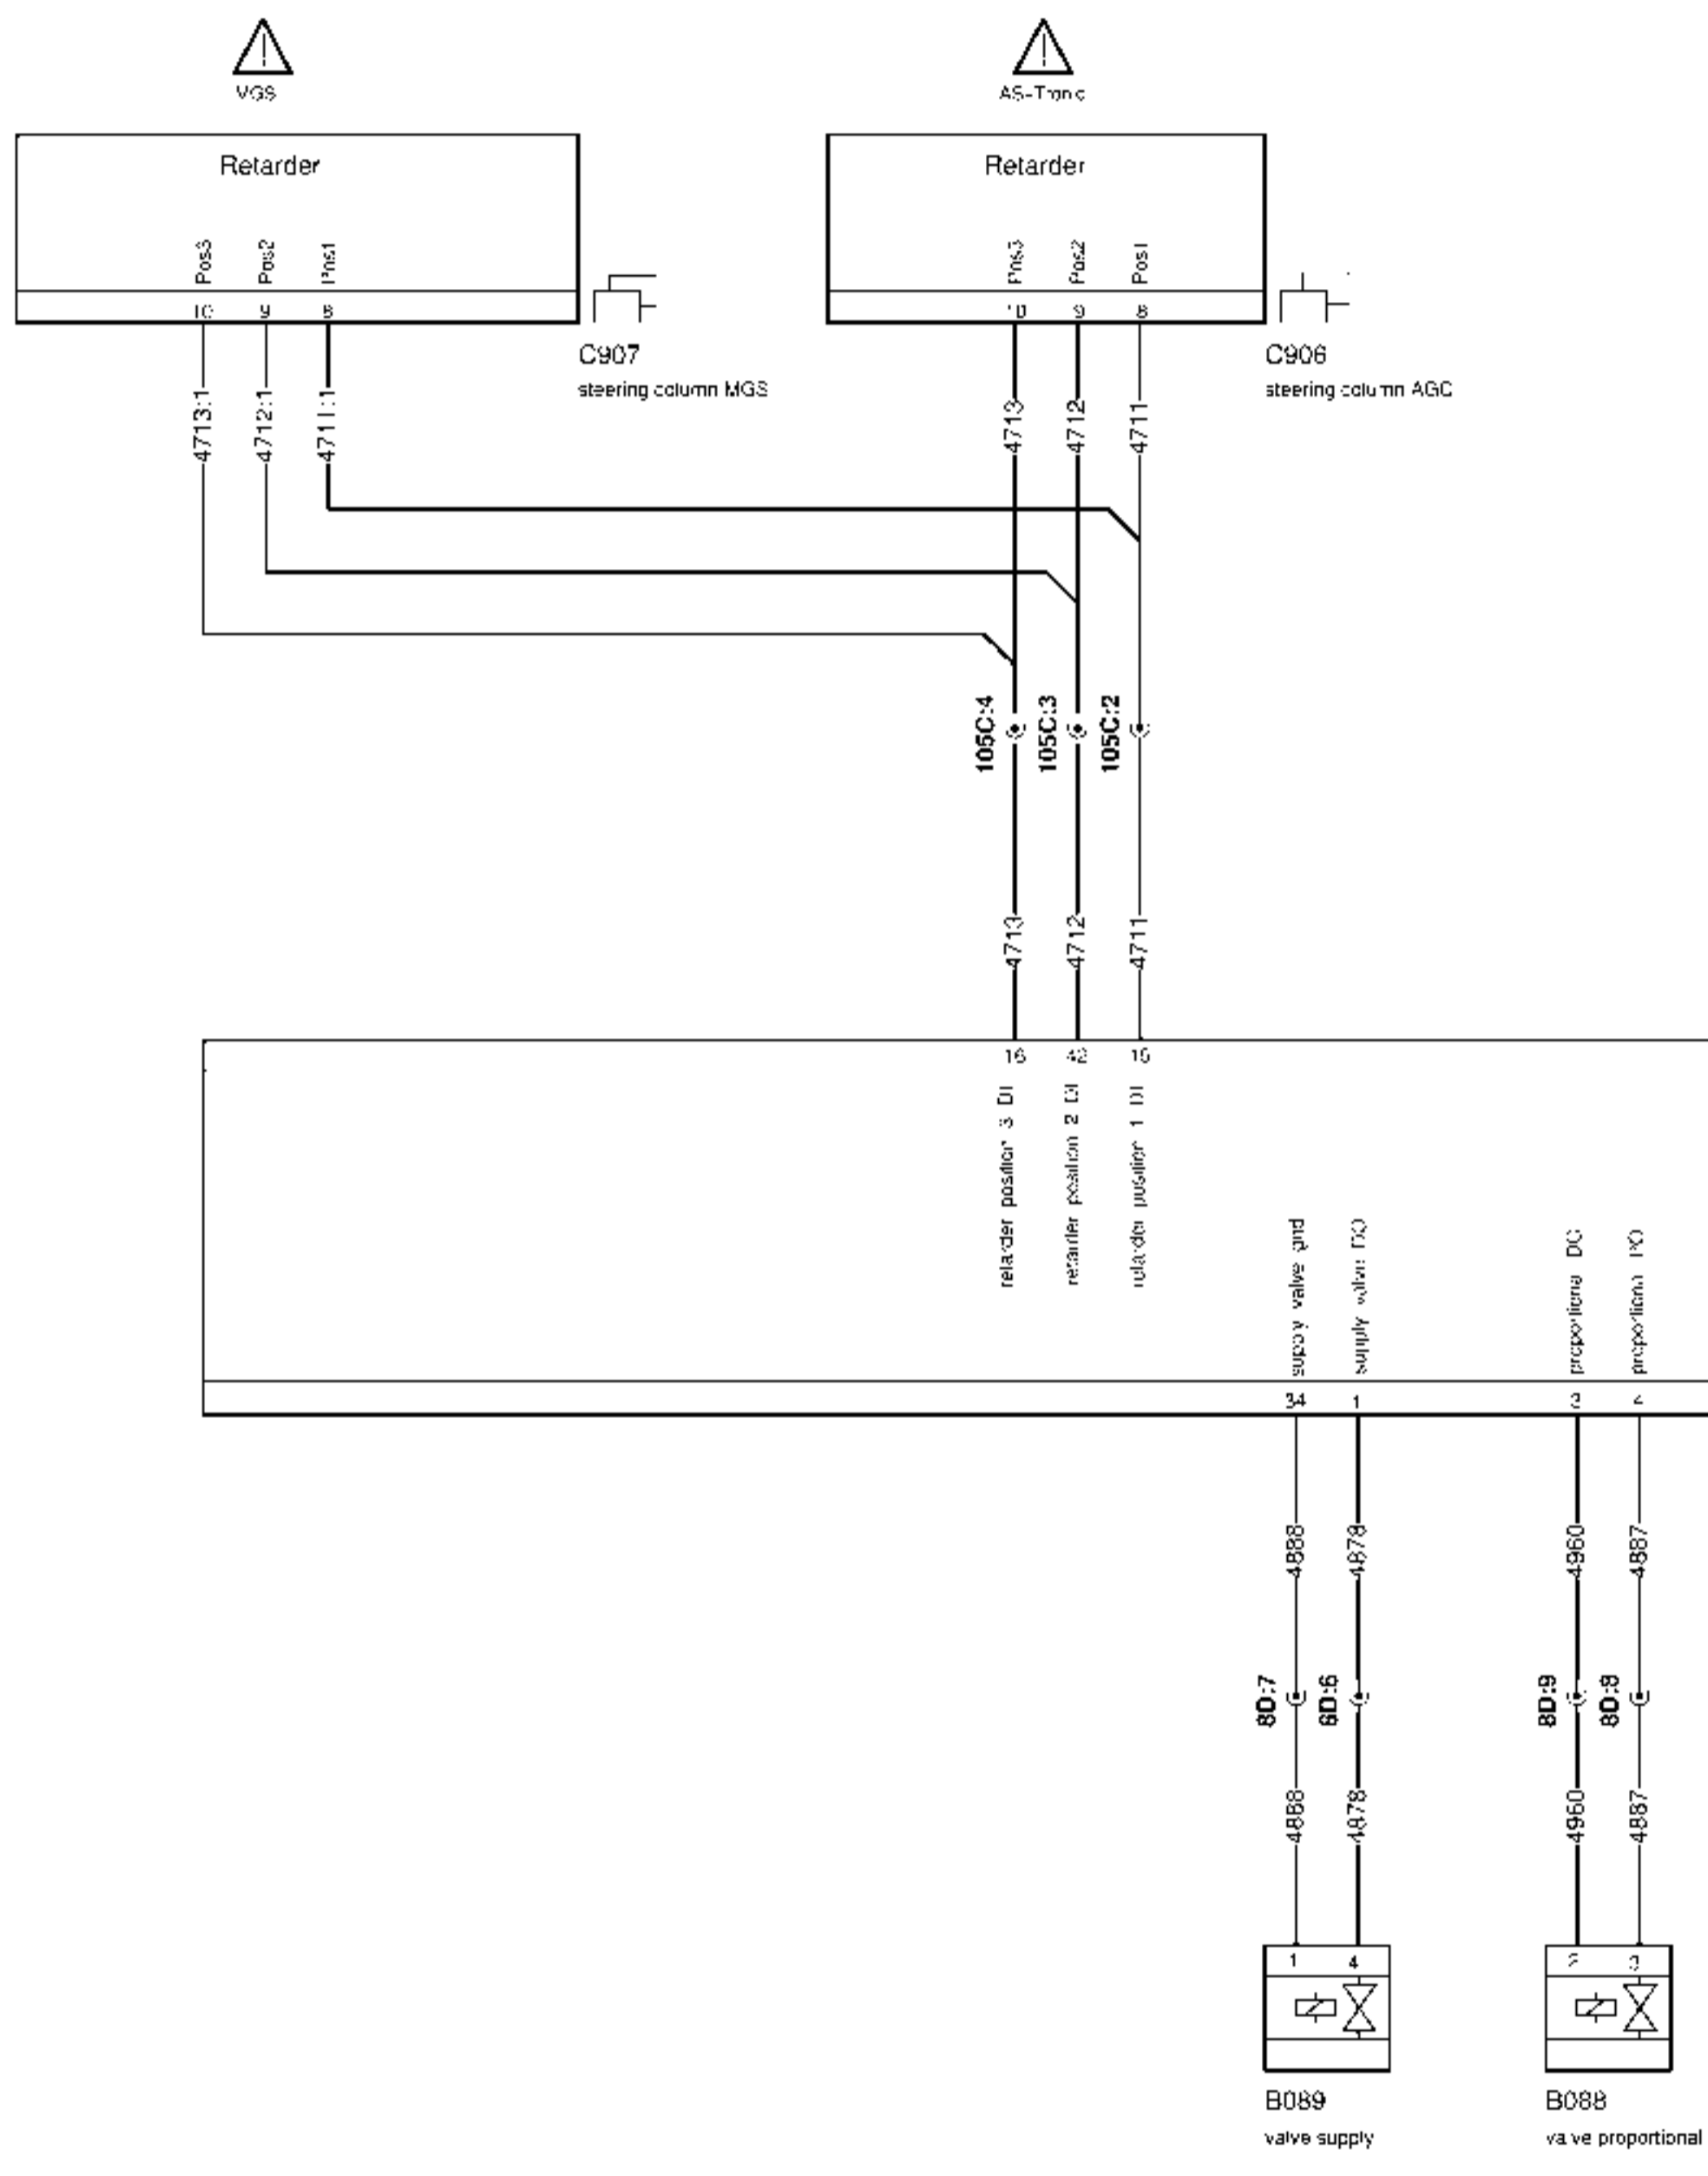 MGS
AS-Tronic
Retarder
Retarder
Pos3
Pos2
Pos1
Pos3
Pos2
Pos1
10
9
8
10
9
8
C907
C906
steering column MGS
steering column AGC
4713:1
4712:1
4711:1
4713
4712
4711
105C:4
105C:3
105C:2
4713
4712
4711
16
42
15
retarder position 3 DI
retarder position 2 DI
retarder position 1 DI
supply valve gnd
supply valve DO
proportional DO
proportional PO
34
1
3
4
4888
4878
4960
4887
8D:7
8D:6
8D:9
8D:8
4888
4878
4960
4887
1
4
2
3
B089
B088
valve supply
valve proportional